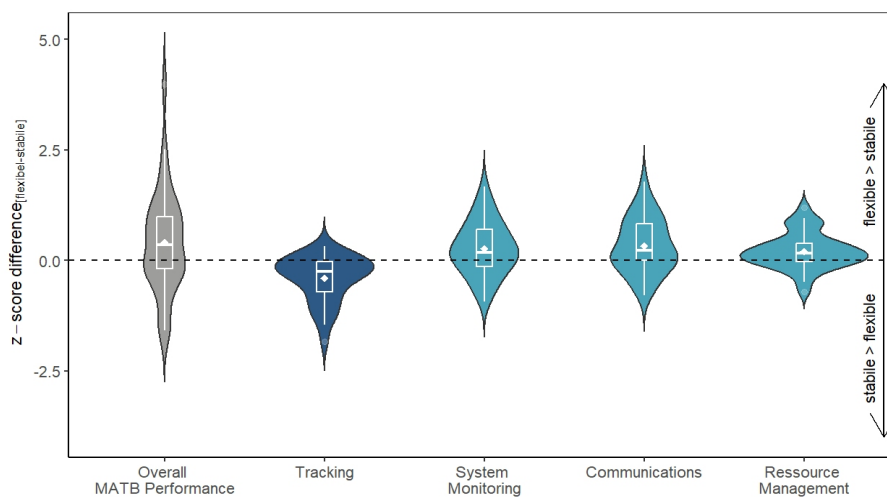 5.0
2.5
0.0
-2.5
z – score difference[flexibel-stabile]
flexible > stabile
stabile > flexible
Overall
MATB Performance
Tracking
System
Monitoring
Communications
Ressource
Management